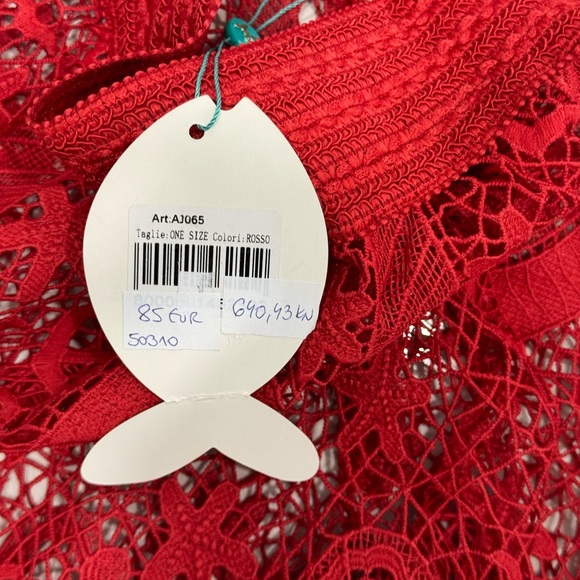 Art:AJ065
Taglie:ONE SIZE Colori:ROSSO
85 EUR
50310
640,43 KN